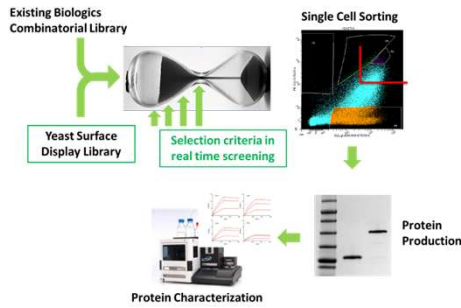 Existing Biologics
Combinatorial Library
Single Cell Sorting
Yeast Surface
Display Library
Selection criteria in
real time screening
Protein
Production
Protein Characterization